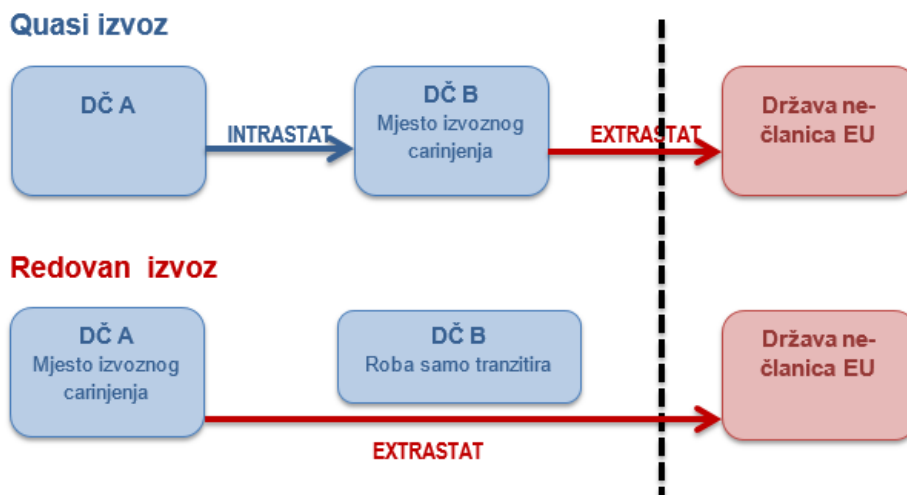 Quasi izvoz
DČ A
INTRASTAT
DČ B
Mjesto izvoznog
carinjenja
EXTRASTAT
Država ne-
članica EU
Redovan izvoz
DČ A
Mjesto izvoznog
carinjenja
DČ B
Roba samo tranzitira
EXTRASTAT
Država ne-
članica EU